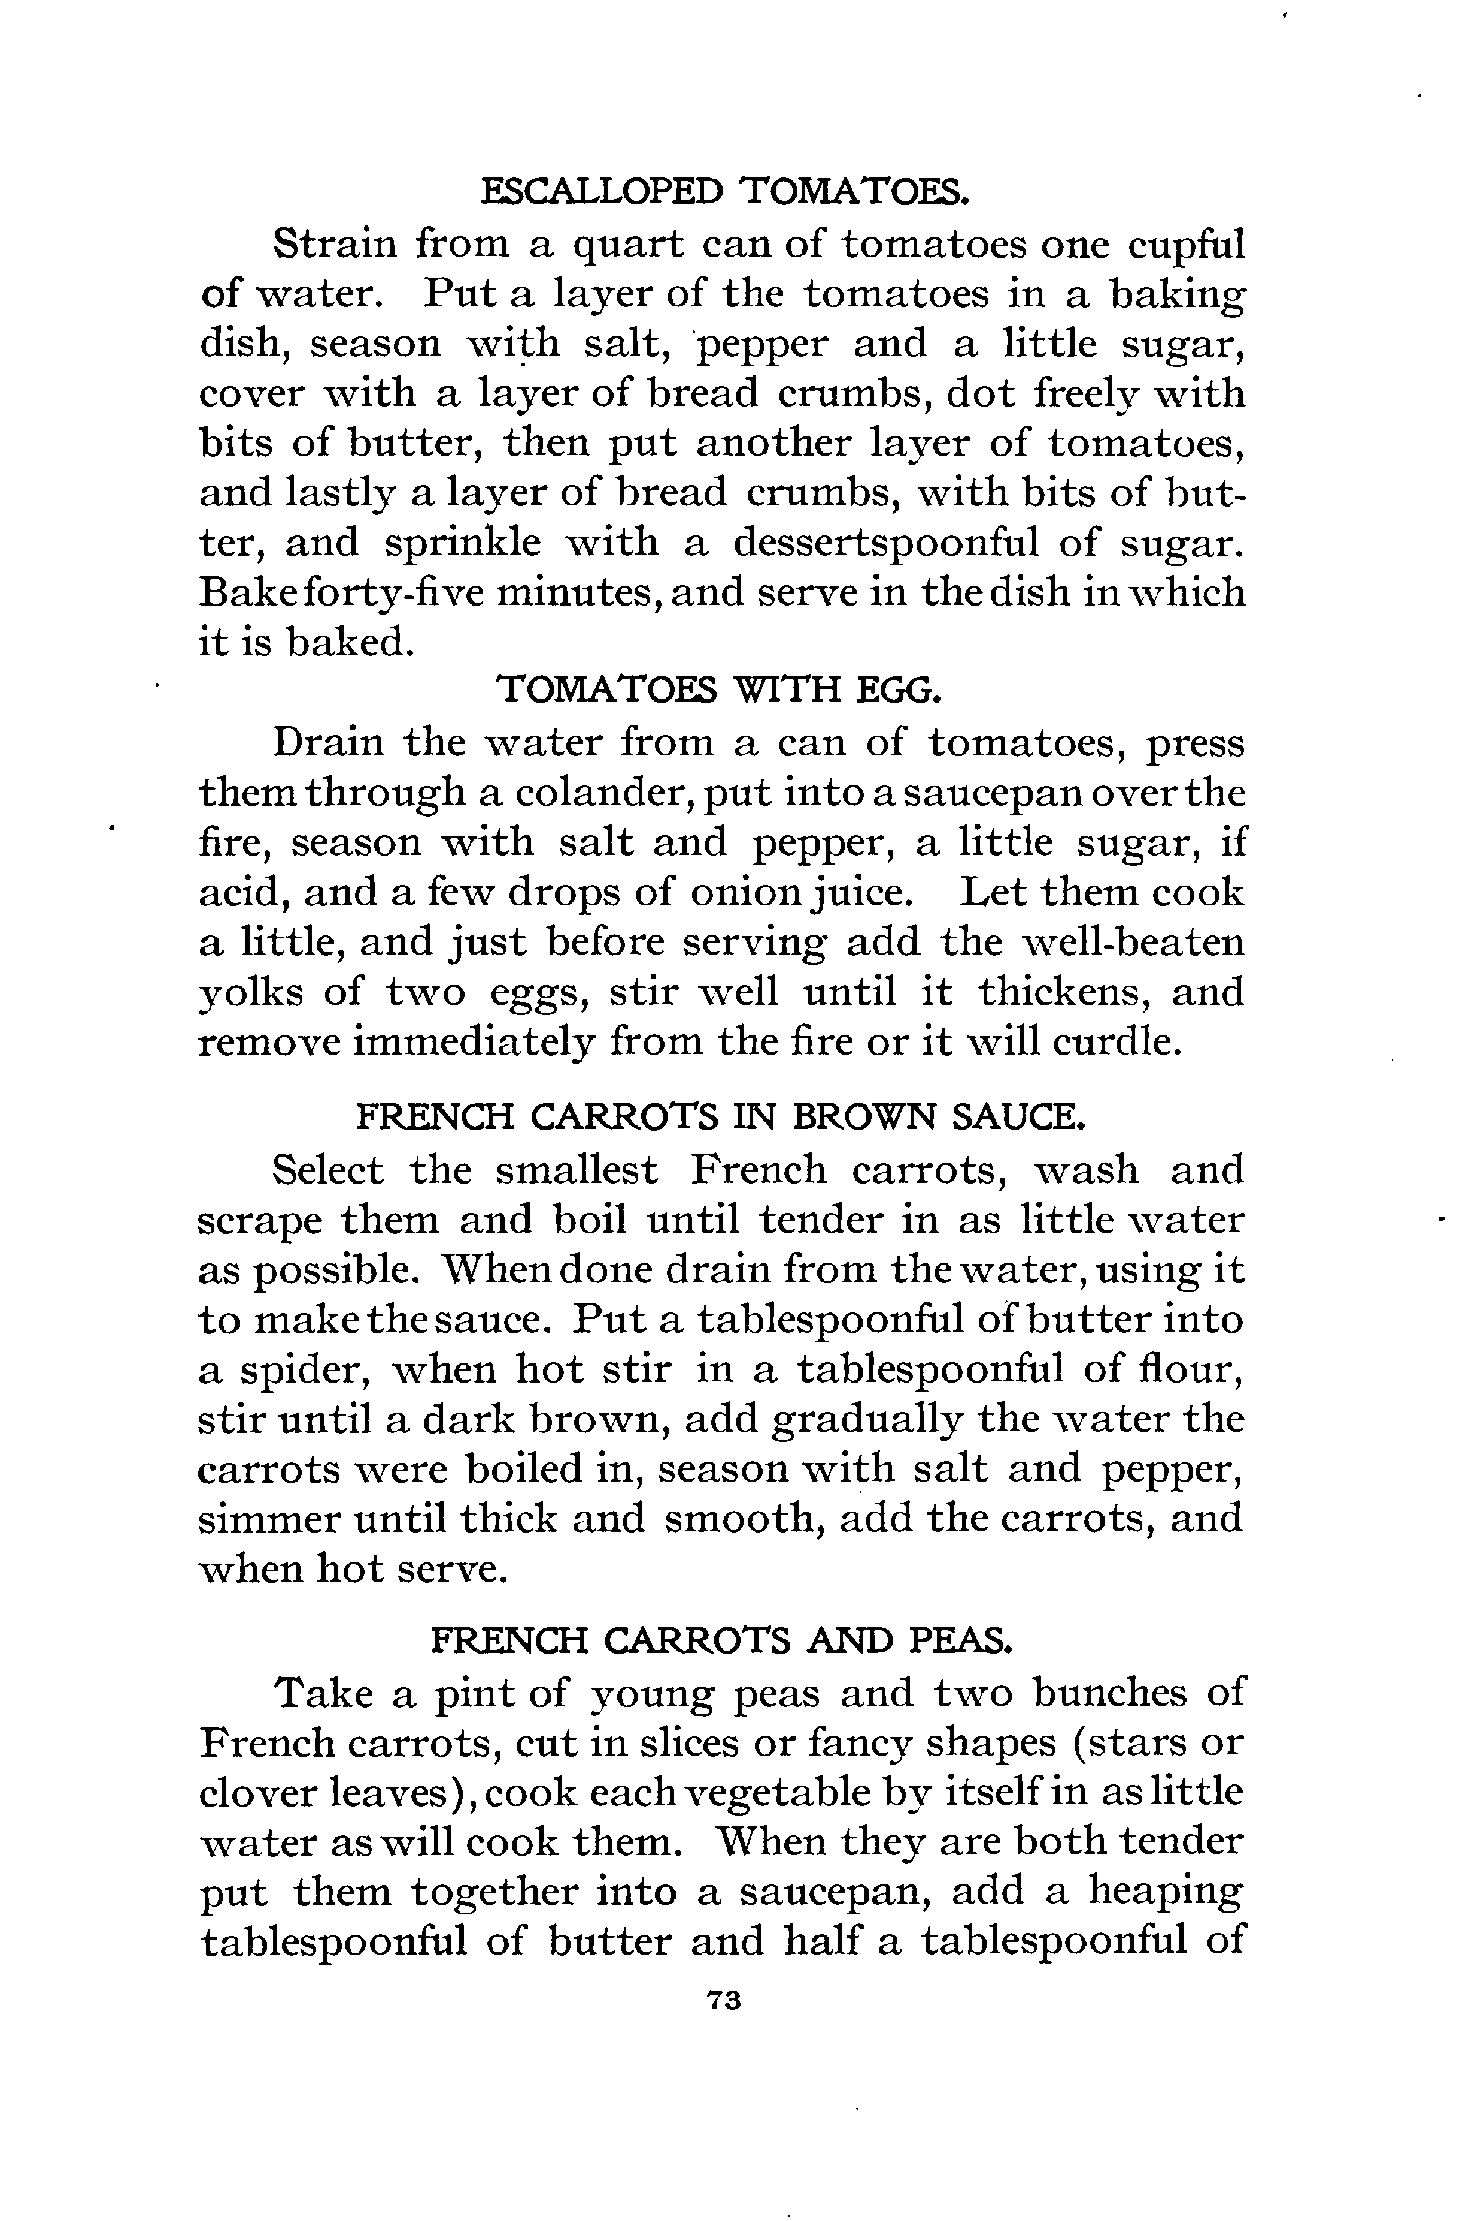 ESCALLOPED TOMATOES.
Strain from a quart can of tomatoes one cupful
of water. Put a layer of the tomatoes in a baking
dish, season with salt, pepper and a little sugar,
cover with a layer of bread crumbs, dot freely with
bits of butter, then put another layer of tomatoes,
and lastly a layer of bread crumbs, with bits of but-
ter, and sprinkle with a dessertspoonful of sugar.
Bake forty-five minutes, and serve in the dish in which
it is baked.
TOMATOES WITH EGG.
Drain the water from a can of tomatoes, press
them through a colander, put into a saucepan over the
fire, season with salt and pepper, a little sugar, if
acid, and a few drops of onion juice. Let them cook
a little, and just before serving add the well-beaten
yolks of two eggs, stir well until it thickens, and
remove immediately from the fire or it will curdle.
FRENCH CARROTS IN BROWN SAUCE.
Select the smallest French carrots, wash and
scrape them and boil until tender in as little water
as possible. When done drain from the water, using it
to make the sauce. Put a tablespoonful of butter into
a spider, when hot stir in a tablespoonful of flour,
stir until a dark brown, add gradually the water the
carrots were boiled in, season with salt and pepper,
simmer until thick and smooth, add the carrots, and
when hot serve.
FRENCH CARROTS AND PEAS.
Take a pint of young peas and two bunches of
French carrots, cut in slices or fancy shapes (stars or
clover leaves), cook each vegetable by itself in as little
water as will cook them. When they are both tender
put them together into a saucepan, add a heaping
tablespoonful of butter and half a tablespoonful of
73